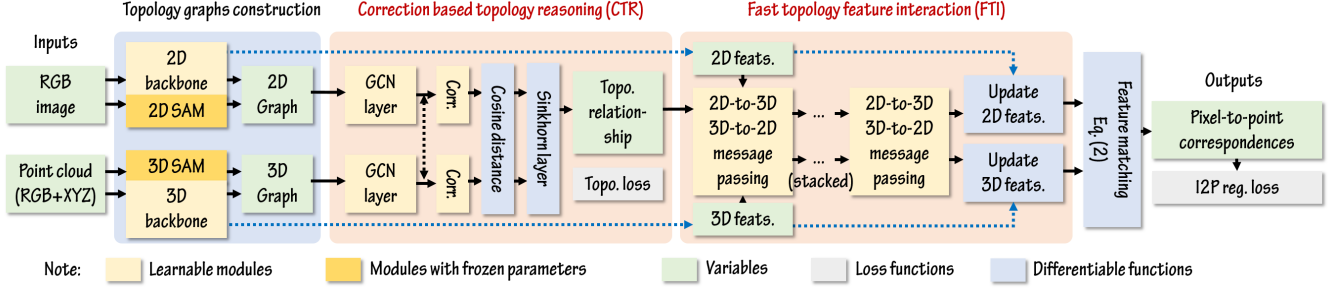 Topology graphs construction
Correction based topology reasoning (CTR)
Fast topology feature interaction (FTI)
Inputs
RGB
image
Point cloud
(RGB+XYZ)
2D
backbone
2D SAM
3D SAM
3D
backbone
2D
Graph
3D
Graph
GCN
layer
GCN
layer
Corr.
Corr.
Cosine distance
Sinkhorn layer
Topo.
relation-
ship
Topo. loss
2D feats.
2D-to-3D
3D-to-2D
message
passing
3D feats.
...
...
(stacked)
2D-to-3D
3D-to-2D
message
passing
Update
2D feats.
Update
3D feats.
Feature matching
Eq. (2)
Outputs
Pixel-to-point
correspondences
I2P reg. loss
Note:
Learnable modules
Modules with frozen parameters
Variables
Loss functions
Differentiable functions